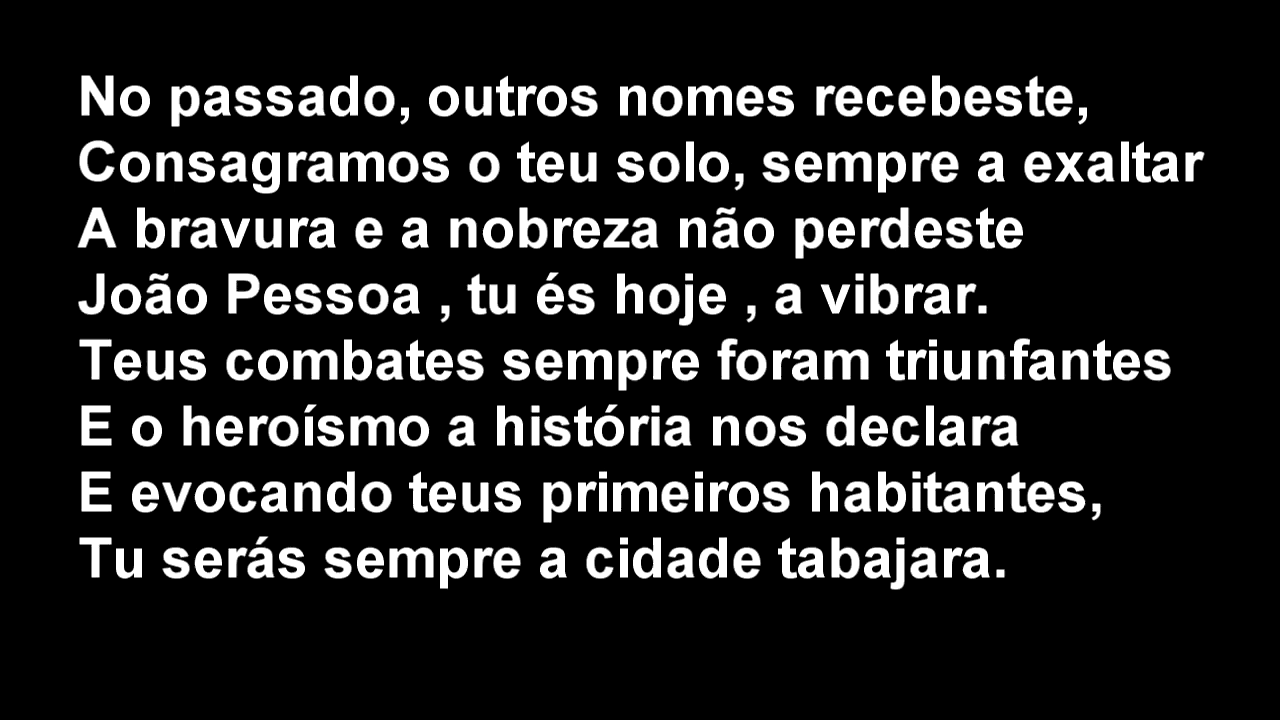 No passado, outros nomes recebeste,
Consagramos o teu solo, sempre a exaltar
A bravura e a nobreza não perdeste
João Pessoa , tu és hoje , a vibrar.
Teus combates sempre foram triunfantes
E o heroísmo a história nos declara
E evocando teus primeiros habitantes,
Tu serás sempre a cidade tabajara.